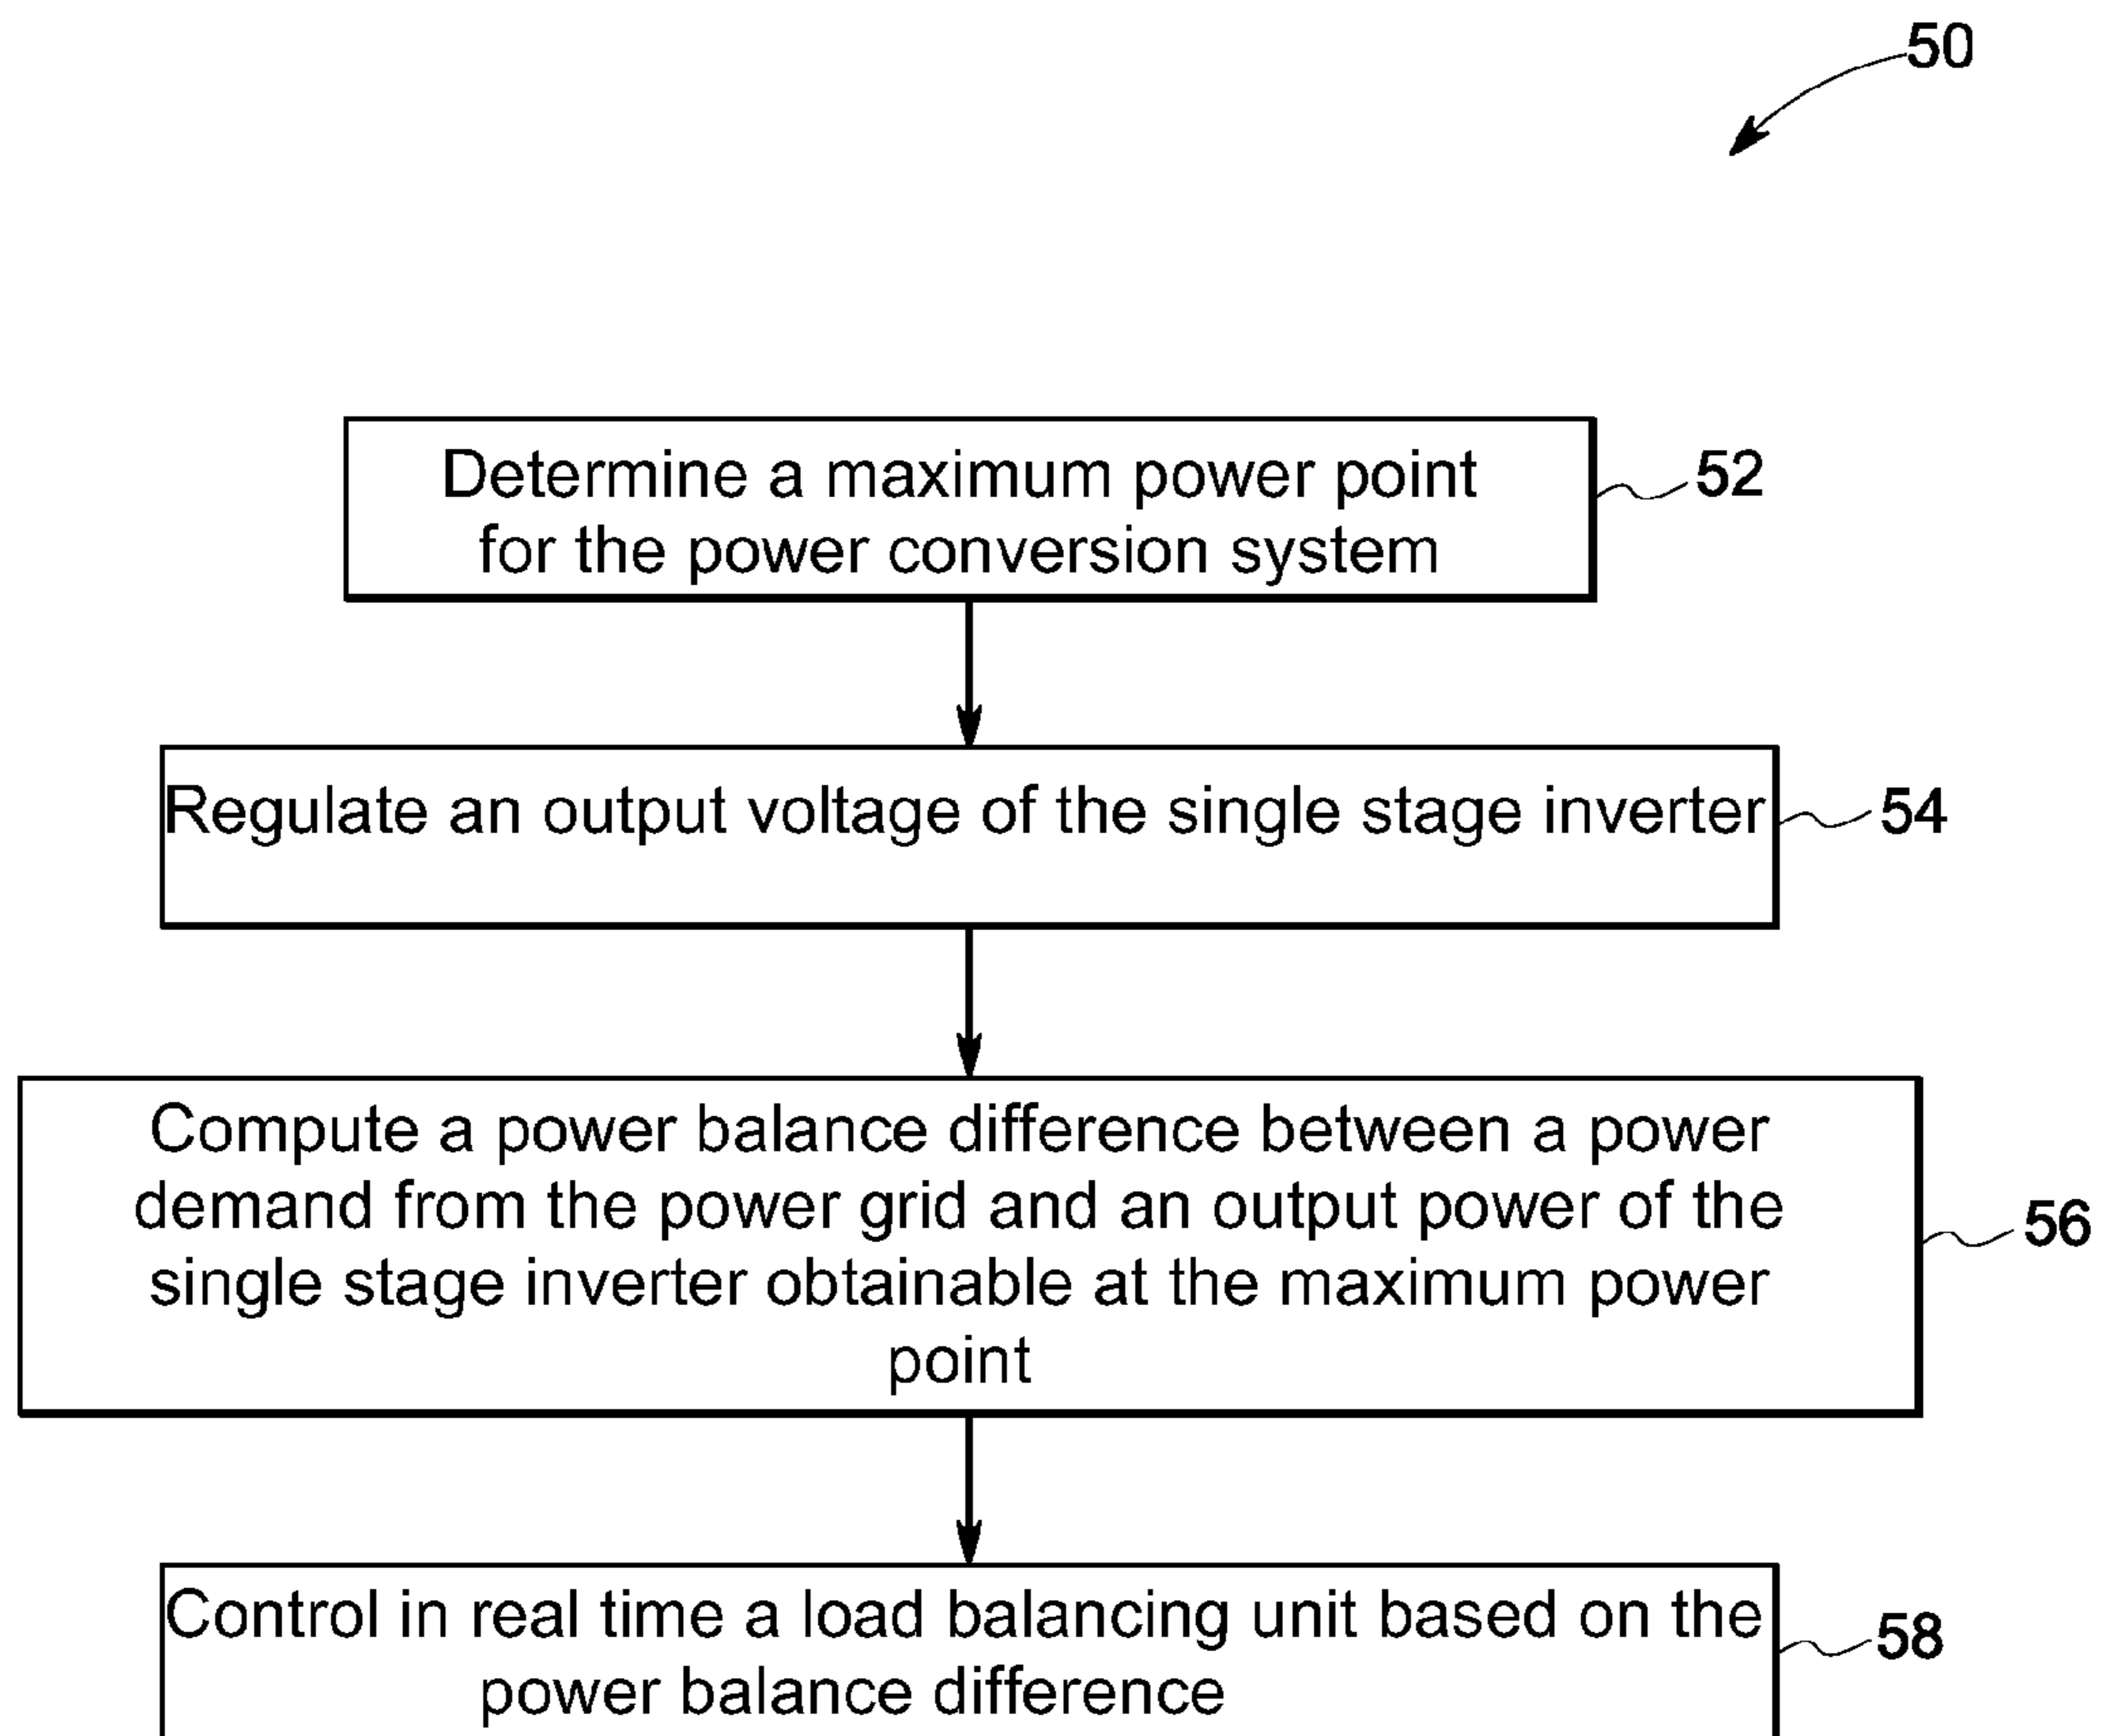 50
Determine a maximum power point
for the power conversion system
52
Regulate an output voltage of the single stage inverter
54
Compute a power balance difference between a power
demand from the power grid and an output power of the
single stage inverter obtainable at the maximum power
point
56
Control in real time a load balancing unit based on the
power balance difference
58